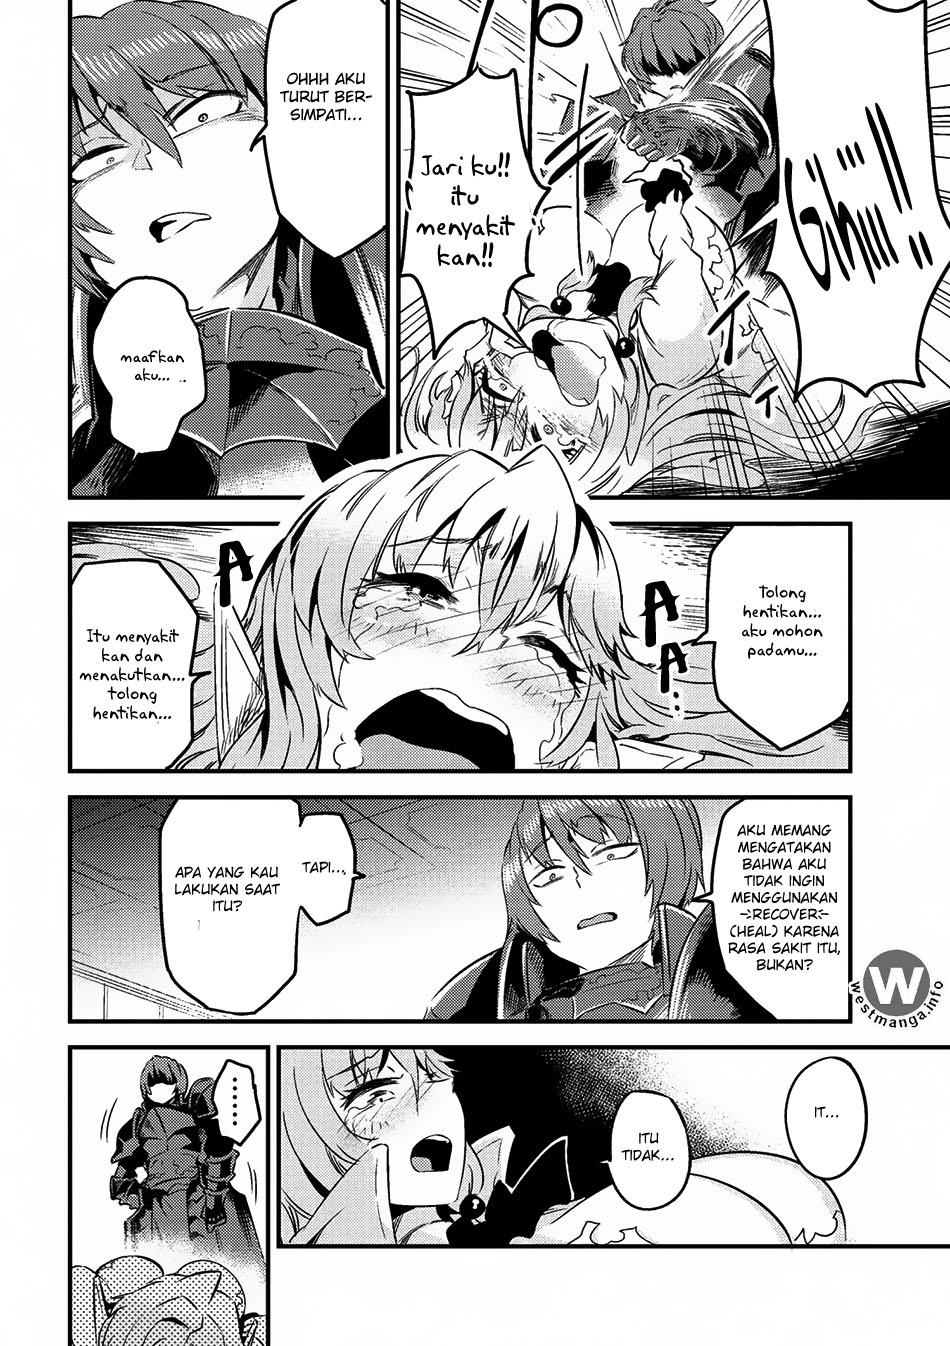 Gihiiii!!
Jari ku!!
itu
menyakit
kan!!
OHHH AKU
TURUT BER-
SIMPATI...
maafkan
aku... ..
Tolong
hentikan...
aku mohon
padamu...
A
A...
A
Itu menyakit
kan dan
menakutkan...
tolong
hentikan...
AKU MEMANG
MENGATAKAN
BAHWA AKU
TIDAK INGIN
MENGGUNAKAN
-RECOVER-
(HEAL) KARENA
RASA SAKIT ITU,
BUKAN?
TAPI...
APA YANG KAU
LAKUKAN SAAT
ITU?
W
westmanga.info
IT...
ITU
TIDAK...
......